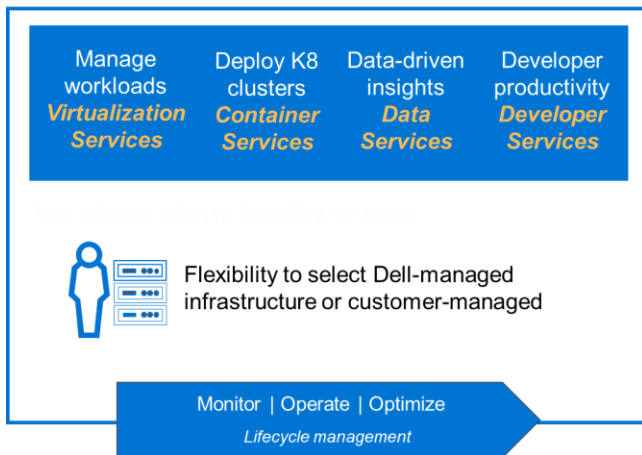 Manage workloads
Virtualization Services
Deploy K8 clusters
Container Services
Data-driven insights
Data Services
Developer productivity
Developer Services
Flexibility to select Dell-managed
infrastructure or customer-managed
Monitor | Operate | Optimize
Lifecycle management